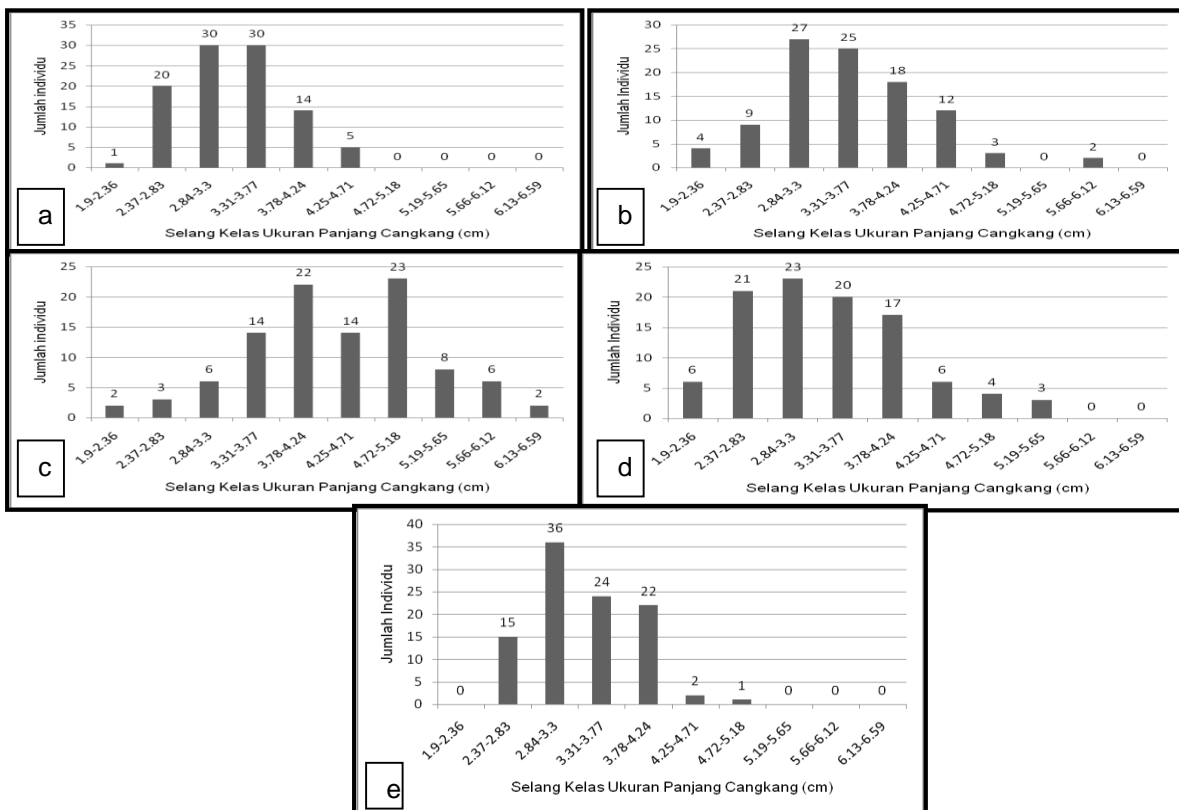 35
30
25
20
15
10
5
0
Jumlah Individu
1 20 30 30 14 5 0 0 0 0
1.9-2.36 2.37-2.83 2.84-3.3 3.31-3.77 3.78-4.24 4.25-4.71 4.72-5.18 5.19-5.65 5.66-6.12 6.13-6.59
Selang Kelas Ukuran Panjang Cangkang (cm)
a
30
25
20
15
10
5
0
Jumlah Individu
4 9 27 25 18 12 3 0 2 0
1.9-2.36 2.37-2.83 2.84-3.3 3.31-3.77 3.78-4.24 4.25-4.71 4.72-5.18 5.19-5.65 5.66-6.12 6.13-6.59
Selang Kelas Ukuran Panjang Cangkang (cm)
b
25
20
15
10
5
0
Jumlah individu
2 3 6 14 22 14 23 8 6 2
1.9-2.36 2.37-2.83 2.84-3.3 3.31-3.77 3.78-4.24 4.25-4.71 4.72-5.18 5.19-5.65 5.66-6.12 6.13-6.59
Selang Kelas Ukuran Panjang Cangkang (cm)
c
25
20
15
10
5
0
Jumlah Individu
6 21 23 20 17 6 4 3 0 0
1.9-2.36 2.37-2.83 2.84-3.3 3.31-3.77 3.78-4.24 4.25-4.71 4.72-5.18 5.19-5.65 5.66-6.12 6.13-6.59
Selang Kelas Ukuran Panjang Cangkang (cm)
d
40
35
30
25
20
15
10
5
0
Jumlah Individu
0 15 36 24 22 2 1 0 0 0
1.9-2.36 2.37-2.83 2.84-3.3 3.31-3.77 3.78-4.24 4.25-4.71 4.72-5.18 5.19-5.65 5.66-6.12 6.13-6.59
Selang Kelas Ukuran Panjang Cangkang (cm)
e